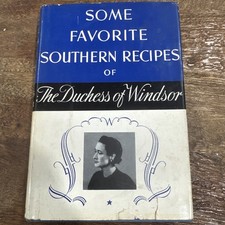 SOME
FAVORITE
SOUTHERN RECIPES
OF
The Duchess of Windsor